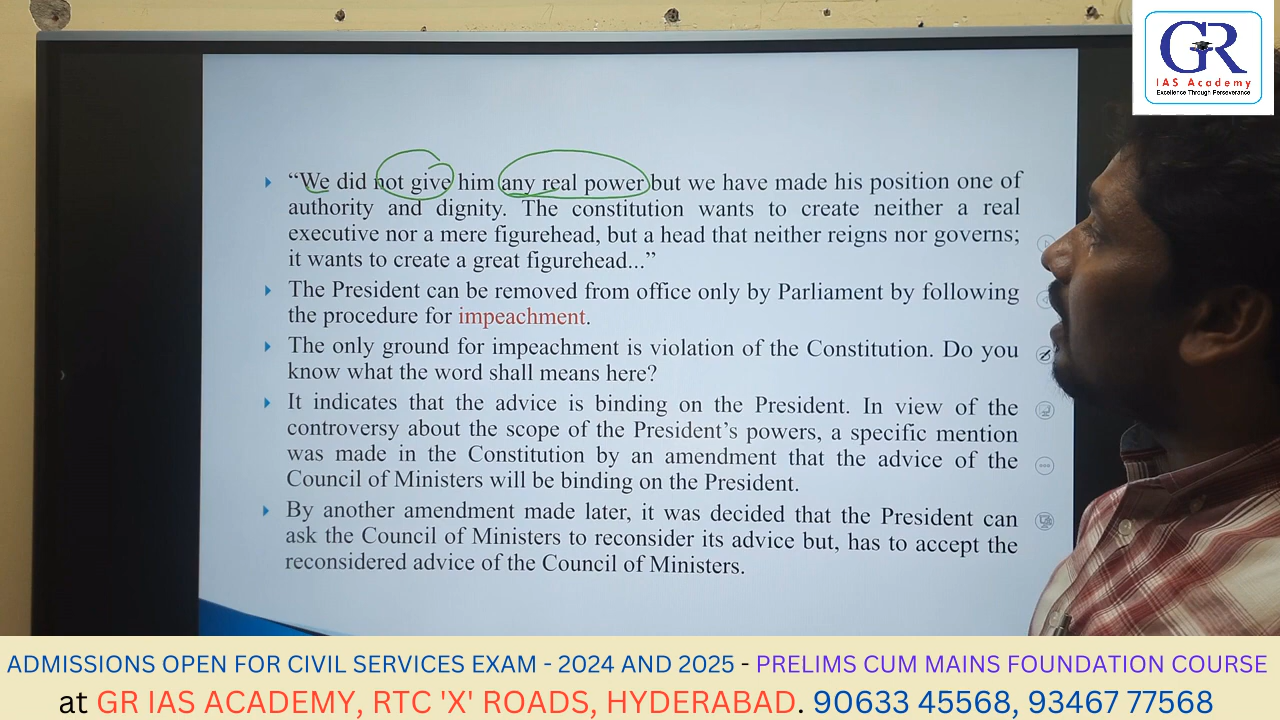 GR
IAS Academy
Excellence Through Perseverance
“We did not give him any real power but we have made his position one of
authority and dignity. The constitution wants to create neither a real
executive nor a mere figurehead, but a head that neither reigns nor governs;
it wants to create a great figurehead...”
The President can be removed from office only by Parliament by following
the procedure for impeachment.
The only ground for impeachment is violation of the Constitution. Do you
know what the word shall means here?
It indicates that the advice is binding on the President. In view of the
controversy about the scope of the President’s powers, a specific mention
was made in the Constitution by an amendment that the advice of the
Council of Ministers will be binding on the President.
By another amendment made later, it was decided that the President can
ask the Council of Ministers to reconsider its advice but, has to accept the
reconsidered advice of the Council of Ministers.
ADMISSIONS OPEN FOR CIVIL SERVICES EXAM - 2024 AND 2025 - PRELIMS CUM MAINS FOUNDATION COURSE
at GR IAS ACADEMY, RTC 'X' ROADS, HYDERABAD. 90633 45568, 93467 77568